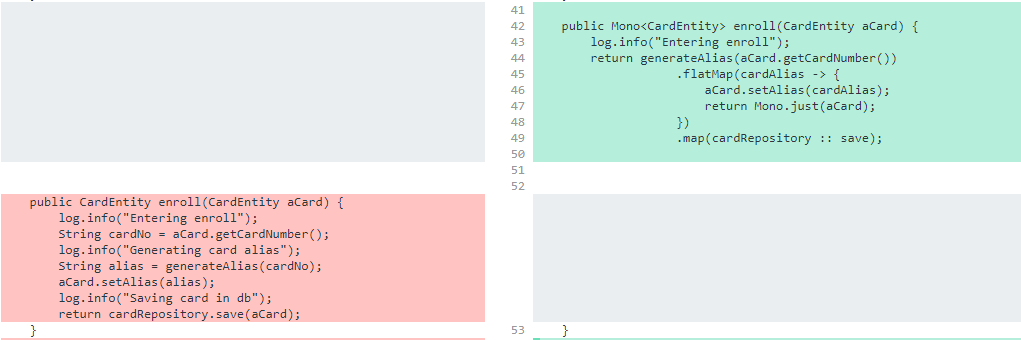 41
42 public Mono<CardEntity> enroll(CardEntity aCard) {
43 log.info("Entering enroll");
44 return generateAlias(aCard.getCardNumber())
45 .flatMap(cardAlias -> {
46 aCard.setAlias(cardAlias);
47 return Mono.just(aCard);
48 })
49 .map(cardRepository :: save);
50
51
52
public CardEntity enroll(CardEntity aCard) {
log.info("Entering enroll");
String cardNo = aCard.getCardNumber();
log.info("Generating card alias");
String alias = generateAlias(cardNo);
aCard.setAlias(alias);
log.info("Saving card in db");
return cardRepository.save(aCard);
} 53 }